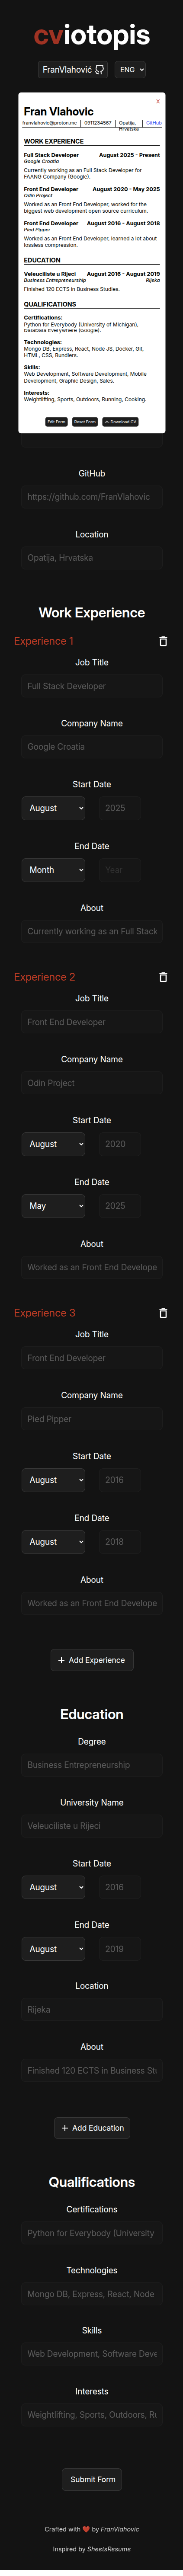 cviotopis
FranVlahović
ENG
X
Fran Vlahovic
franvlahovic@proton.me
0911234567
Opatija,
Hrvatska
GitHub
WORK EXPERIENCE
Full Stack Developer
August 2025 - Present
Google Croatia
Currently working as an Full Stack Developer for
FAANG Company (Google).
Front End Developer
August 2020 - May 2025
Odin Project
Worked as an Front End Developer, worked for the
biggest web development open source curriculum.
Front End Developer
August 2016 - August 2018
Pied Pipper
Worked as an Front End Developer, learned a lot about
lossless compression.
EDUCATION
Veleuciliste u Rijeci
August 2016 - August 2019
Business Entrepreneurship
Rijeka
Finished 120 ECTS in Business Studies.
QUALIFICATIONS
Certifications:
Python for Everybody (University of Michigan),
Technologies:
Mongo DB, Express, React, Node JS, Docker, Git,
HTML, CSS, Bundlers.
Skills:
Web Development, Software Development, Mobile
Development, Graphic Design, Sales.
Interests:
Weightlifting, Sports, Outdoors, Running, Cooking.
Edit Form
Reset Form
Download CV
GitHub
https://github.com/FranVlahovic
Location
Opatija, Hrvatska
Work Experience
Experience 1
Job Title
Full Stack Developer
Company Name
Google Croatia
Start Date
August
2025
End Date
Month
Year
About
Currently working as an Full Stack
Experience 2
Job Title
Front End Developer
Company Name
Odin Project
Start Date
August
2020
End Date
May
2025
About
Worked as an Front End Develope
Experience 3
Job Title
Front End Developer
Company Name
Pied Pipper
Start Date
August
2016
End Date
August
2018
About
Worked as an Front End Develope
+ Add Experience
Education
Degree
Business Entrepreneurship
University Name
Veleuciliste u Rijeci
Start Date
August
2016
End Date
August
2019
Location
Rijeka
About
Finished 120 ECTS in Business Stu
+ Add Education
Qualifications
Certifications
Python for Everybody (University
Technologies
Mongo DB, Express, React, Node
Skills
Web Development, Software Deve
Interests
Weightlifting, Sports, Outdoors, Ru
Submit Form
Crafted with ❤️ by FranVlahovic
Inspired by SheetsResume